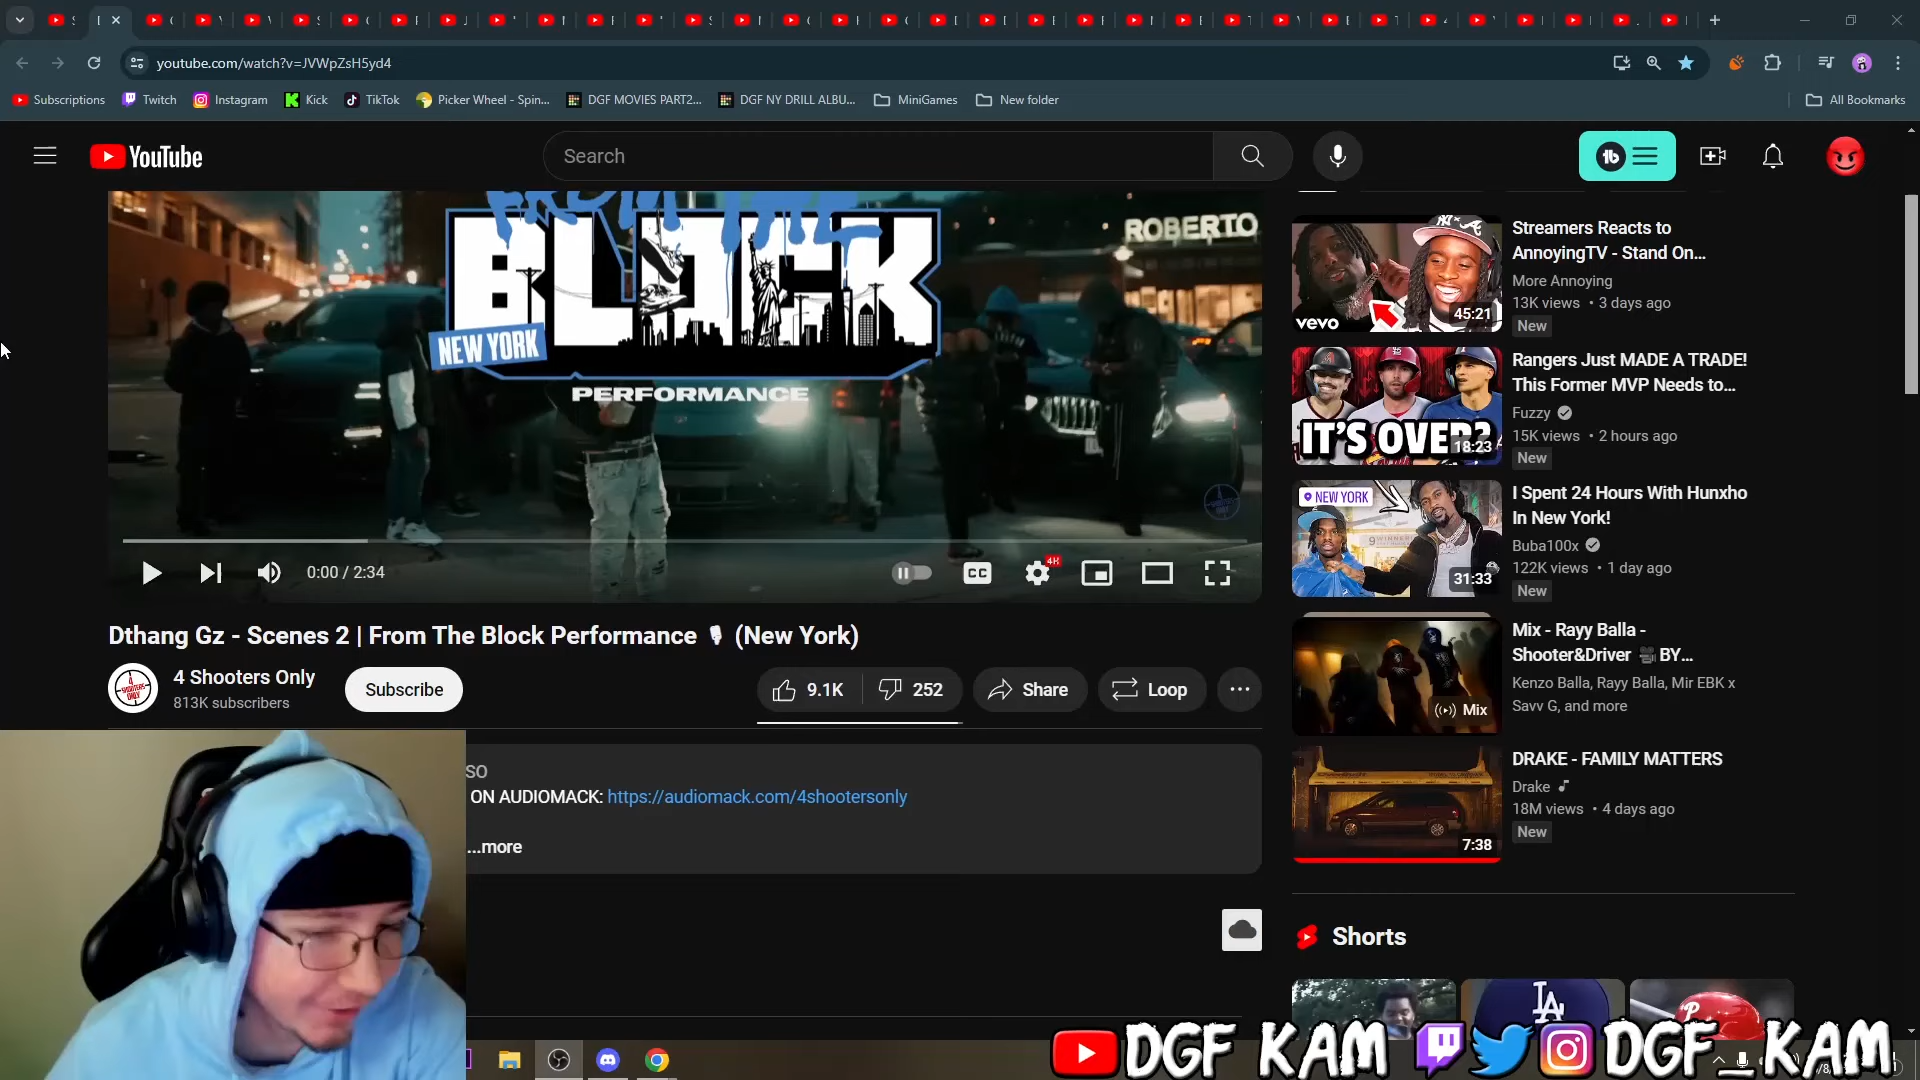 youtube.com/watch?v=JVWpZsH5yd4
Subscriptions
Twitch
Instagram
Kick
TikTok
Picker Wheel - Spin...
DGF MOVIES PART2...
DGF NY DRILL ALBU...
MiniGames
New folder
All Bookmarks
YouTube
Search
FROM THE
BLOCK
NEW YORK
PERFORMANCE
ROBERTO
0:00 / 2:34
CC
4K
Dthang Gz - Scenes 2 | From The Block Performance 🎙 (New York)
4 Shooters Only
813K subscribers
Subscribe
9.1K
252
Share
Loop
SO
ON AUDIOMACK: https://audiomack.com/4shootersonly
...more
vevo
45:21
Streamers Reacts to
AnnoyingTV - Stand On...
More Annoying
13K views • 3 days ago
New
IT'S OVER?
18:23
Rangers Just MADE A TRADE!
This Former MVP Needs to...
Fuzzy
15K views • 2 hours ago
New
NEW YORK
31:33
I Spent 24 Hours With Hunxho
In New York!
Buba100x
122K views • 1 day ago
New
Mix
Mix - Rayy Balla -
Shooter&Driver 🎥BY...
Kenzo Balla, Rayy Balla, Mir EBK x
Savv G, and more
7:38
DRAKE - FAMILY MATTERS
Drake
18M views • 4 days ago
New
Shorts
LA
P
DGF KAM
DGF_KAM